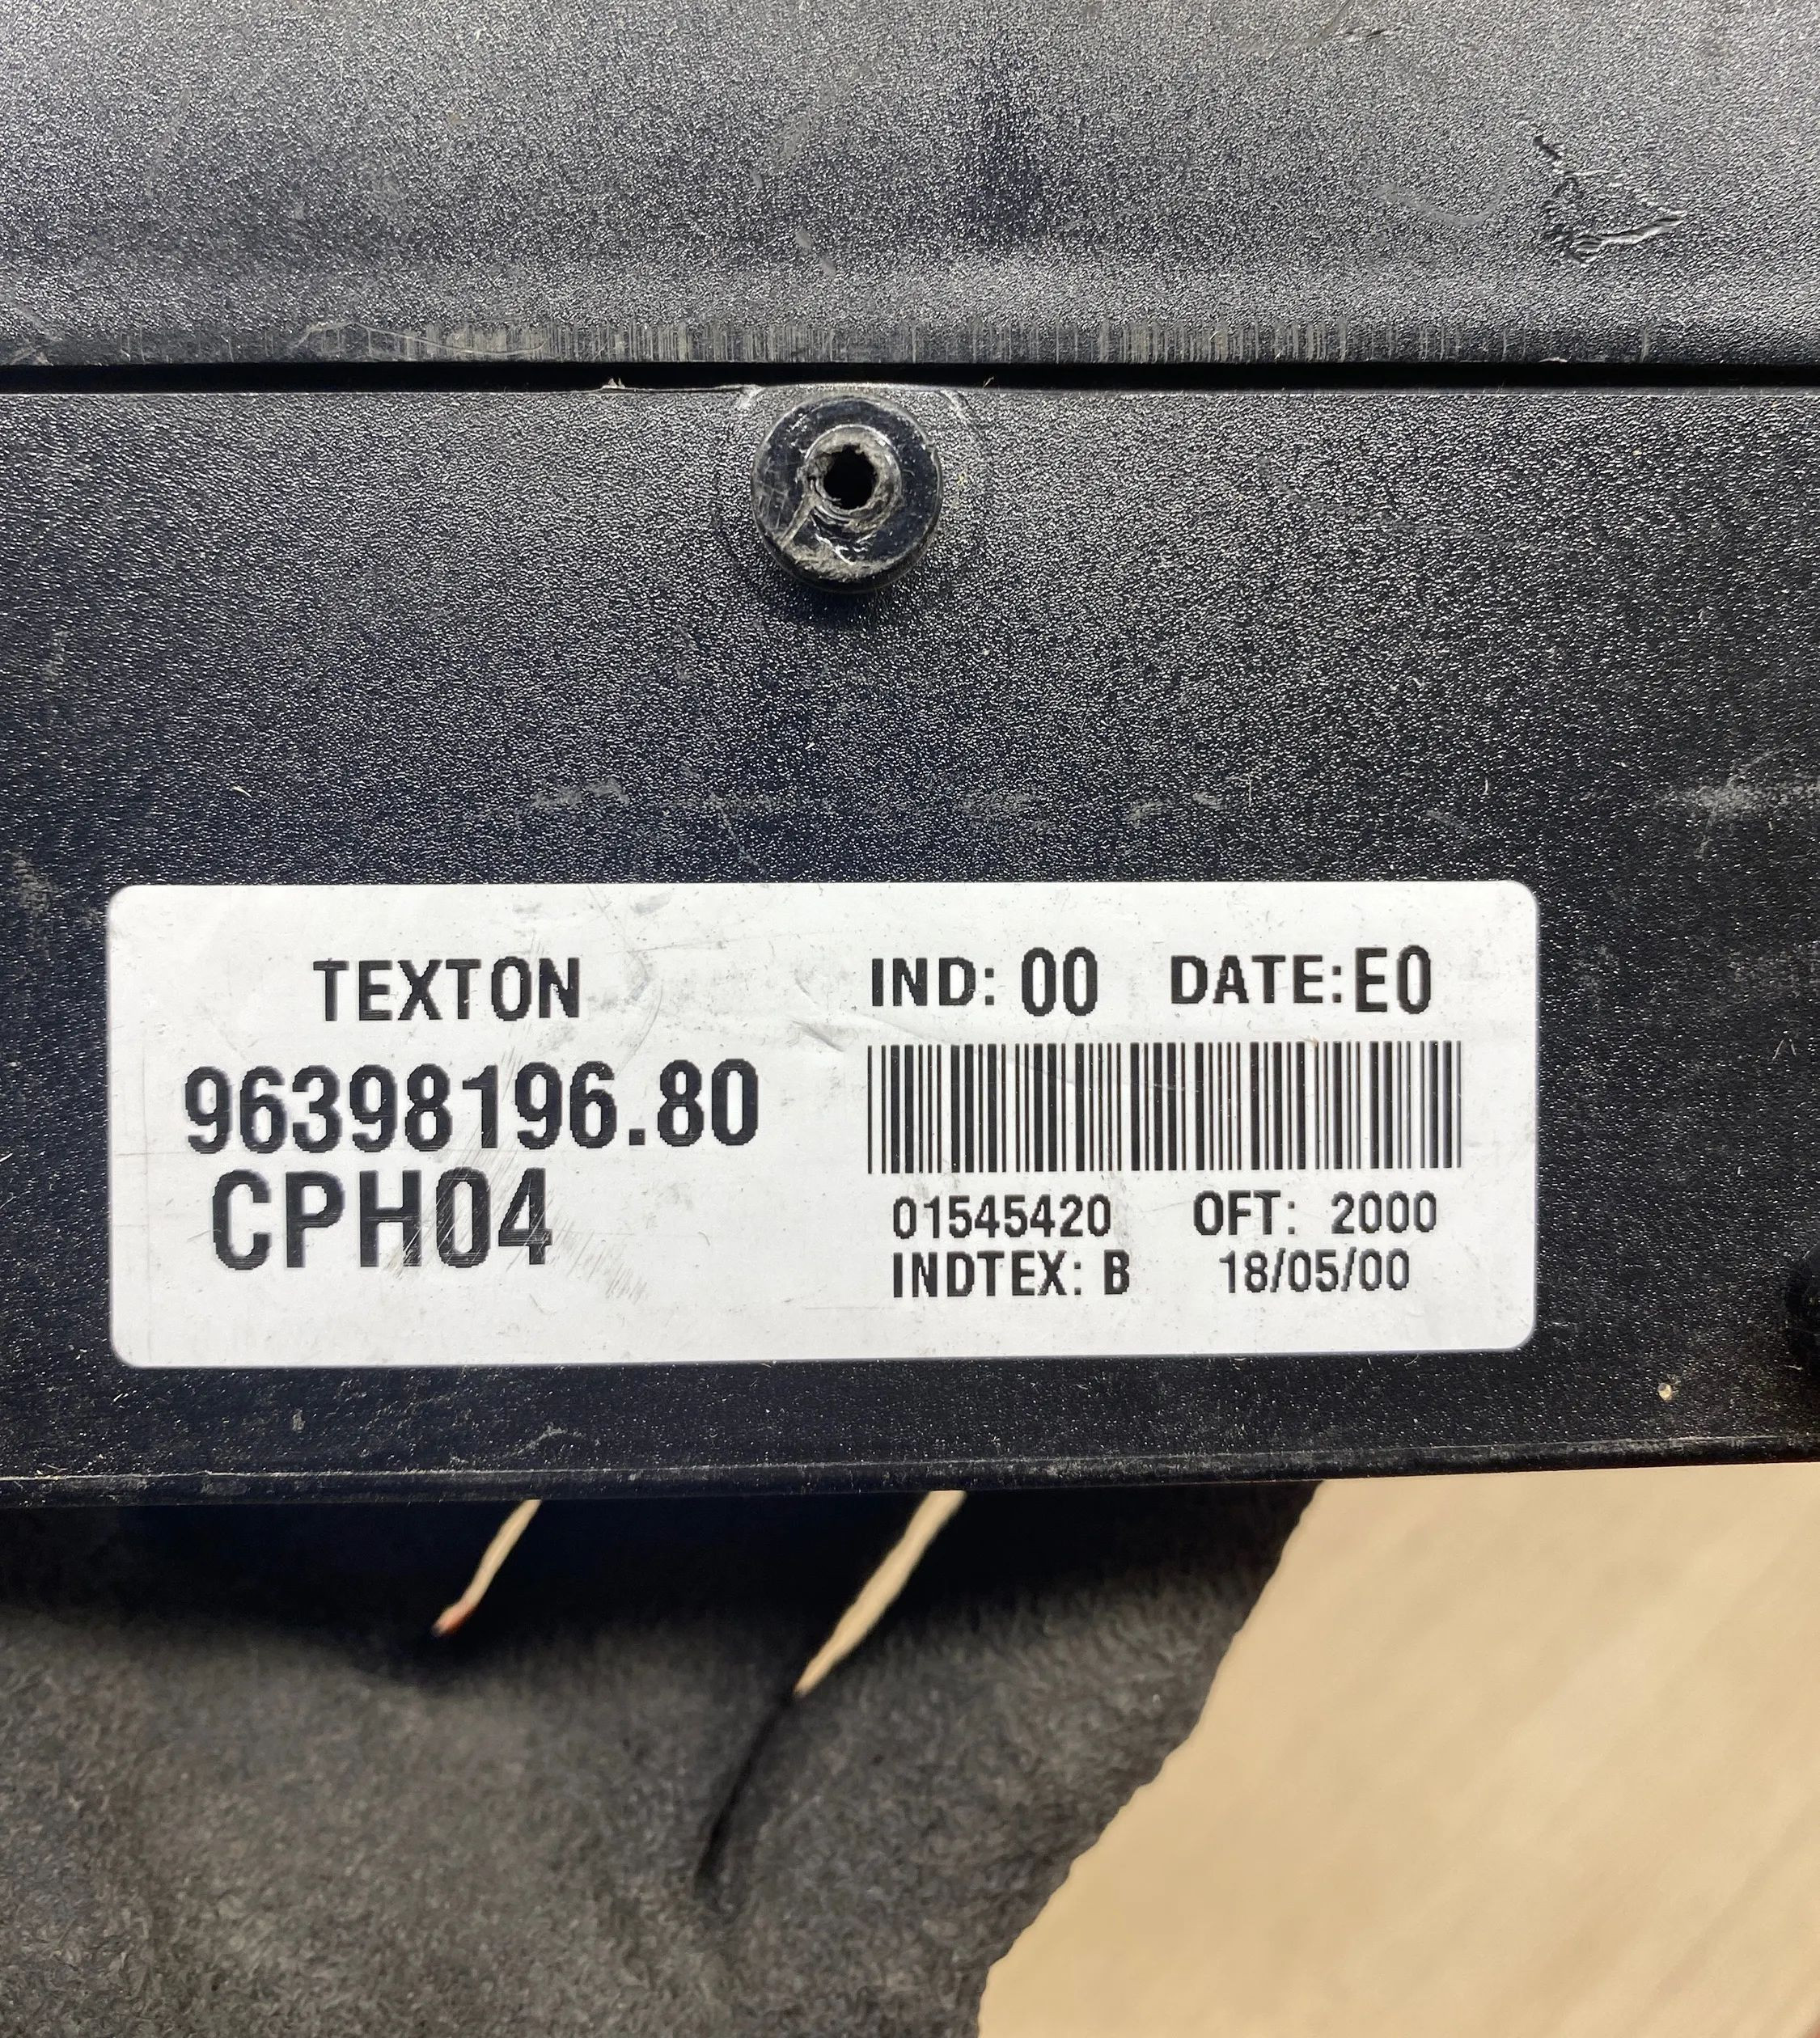 TEXTON
96398196.80
CPH04
IND: 00 DATE:E0
01545420 OFT: 2000
INDTEX: B 18/05/00